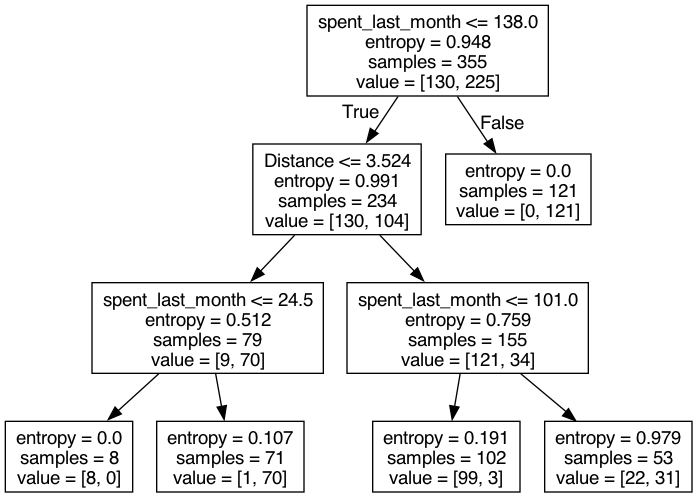 spent_last_month <= 138.0
entropy = 0.948
samples = 355
value = [130, 225]
True
False
Distance <= 3.524
entropy = 0.991
samples = 234
value = [130, 104]
entropy = 0.0
samples = 121
value = [0, 121]
spent_last_month <= 24.5
entropy = 0.512
samples = 79
value = [9, 70]
spent_last_month <= 101.0
entropy = 0.759
samples = 155
value = [121, 34]
entropy = 0.0
samples = 8
value = [8, 0]
entropy = 0.107
samples = 71
value = [1, 70]
entropy = 0.191
samples = 102
value = [99, 3]
entropy = 0.979
samples = 53
value = [22, 31]